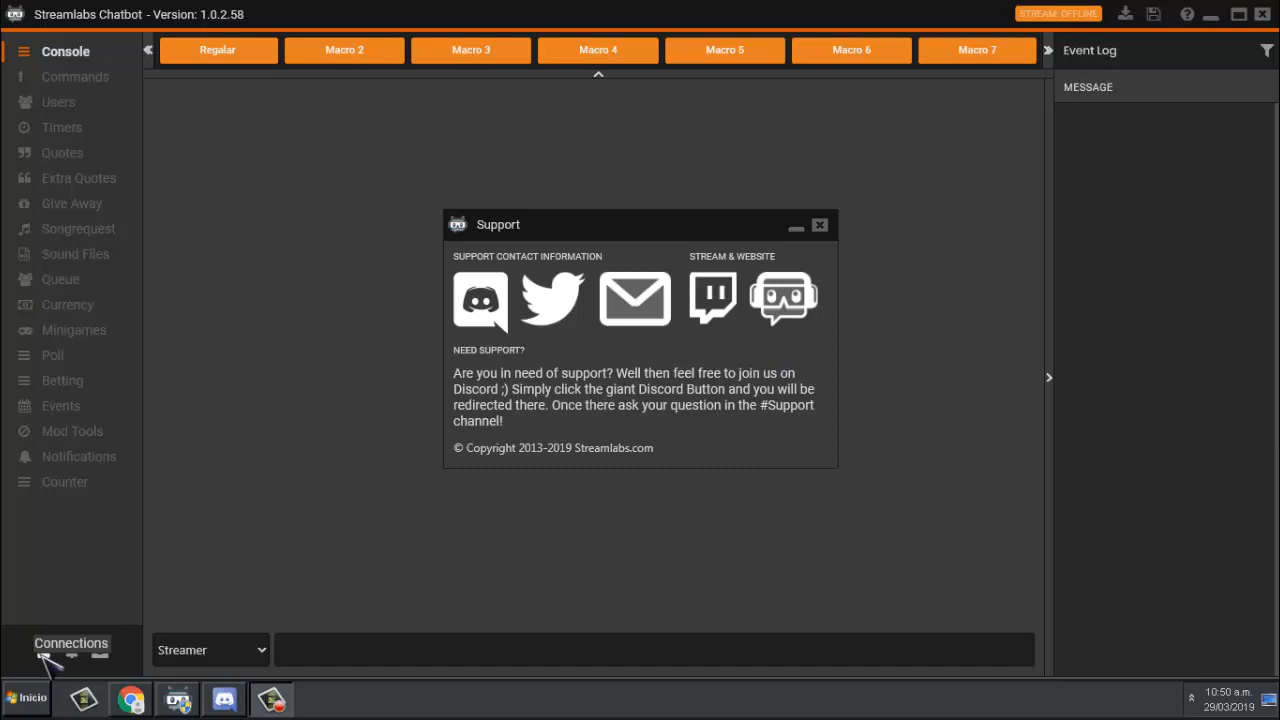 Streamlabs Chatbot - Version: 1.0.2.58
STREAM: OFFLINE
Console
Commands
Users
Timers
Quotes
Extra Quotes
Give Away
Songrequest
Sound Files
Queue
Currency
Minigames
Poll
Betting
Events
Mod Tools
Notifications
Counter
Connections
Regalar
Macro 2
Macro 3
Macro 4
Macro 5
Macro 6
Macro 7
Event Log
MESSAGE
Support
SUPPORT CONTACT INFORMATION
STREAM & WEBSITE
NEED SUPPORT?
Are you in need of support? Well then feel free to join us on
Discord ;) Simply click the giant Discord Button and you will be
redirected there. Once there ask your question in the #Support
channel!
© Copyright 2013-2019 Streamlabs.com
Streamer
Inicio
10:50 a.m.
29/03/2019